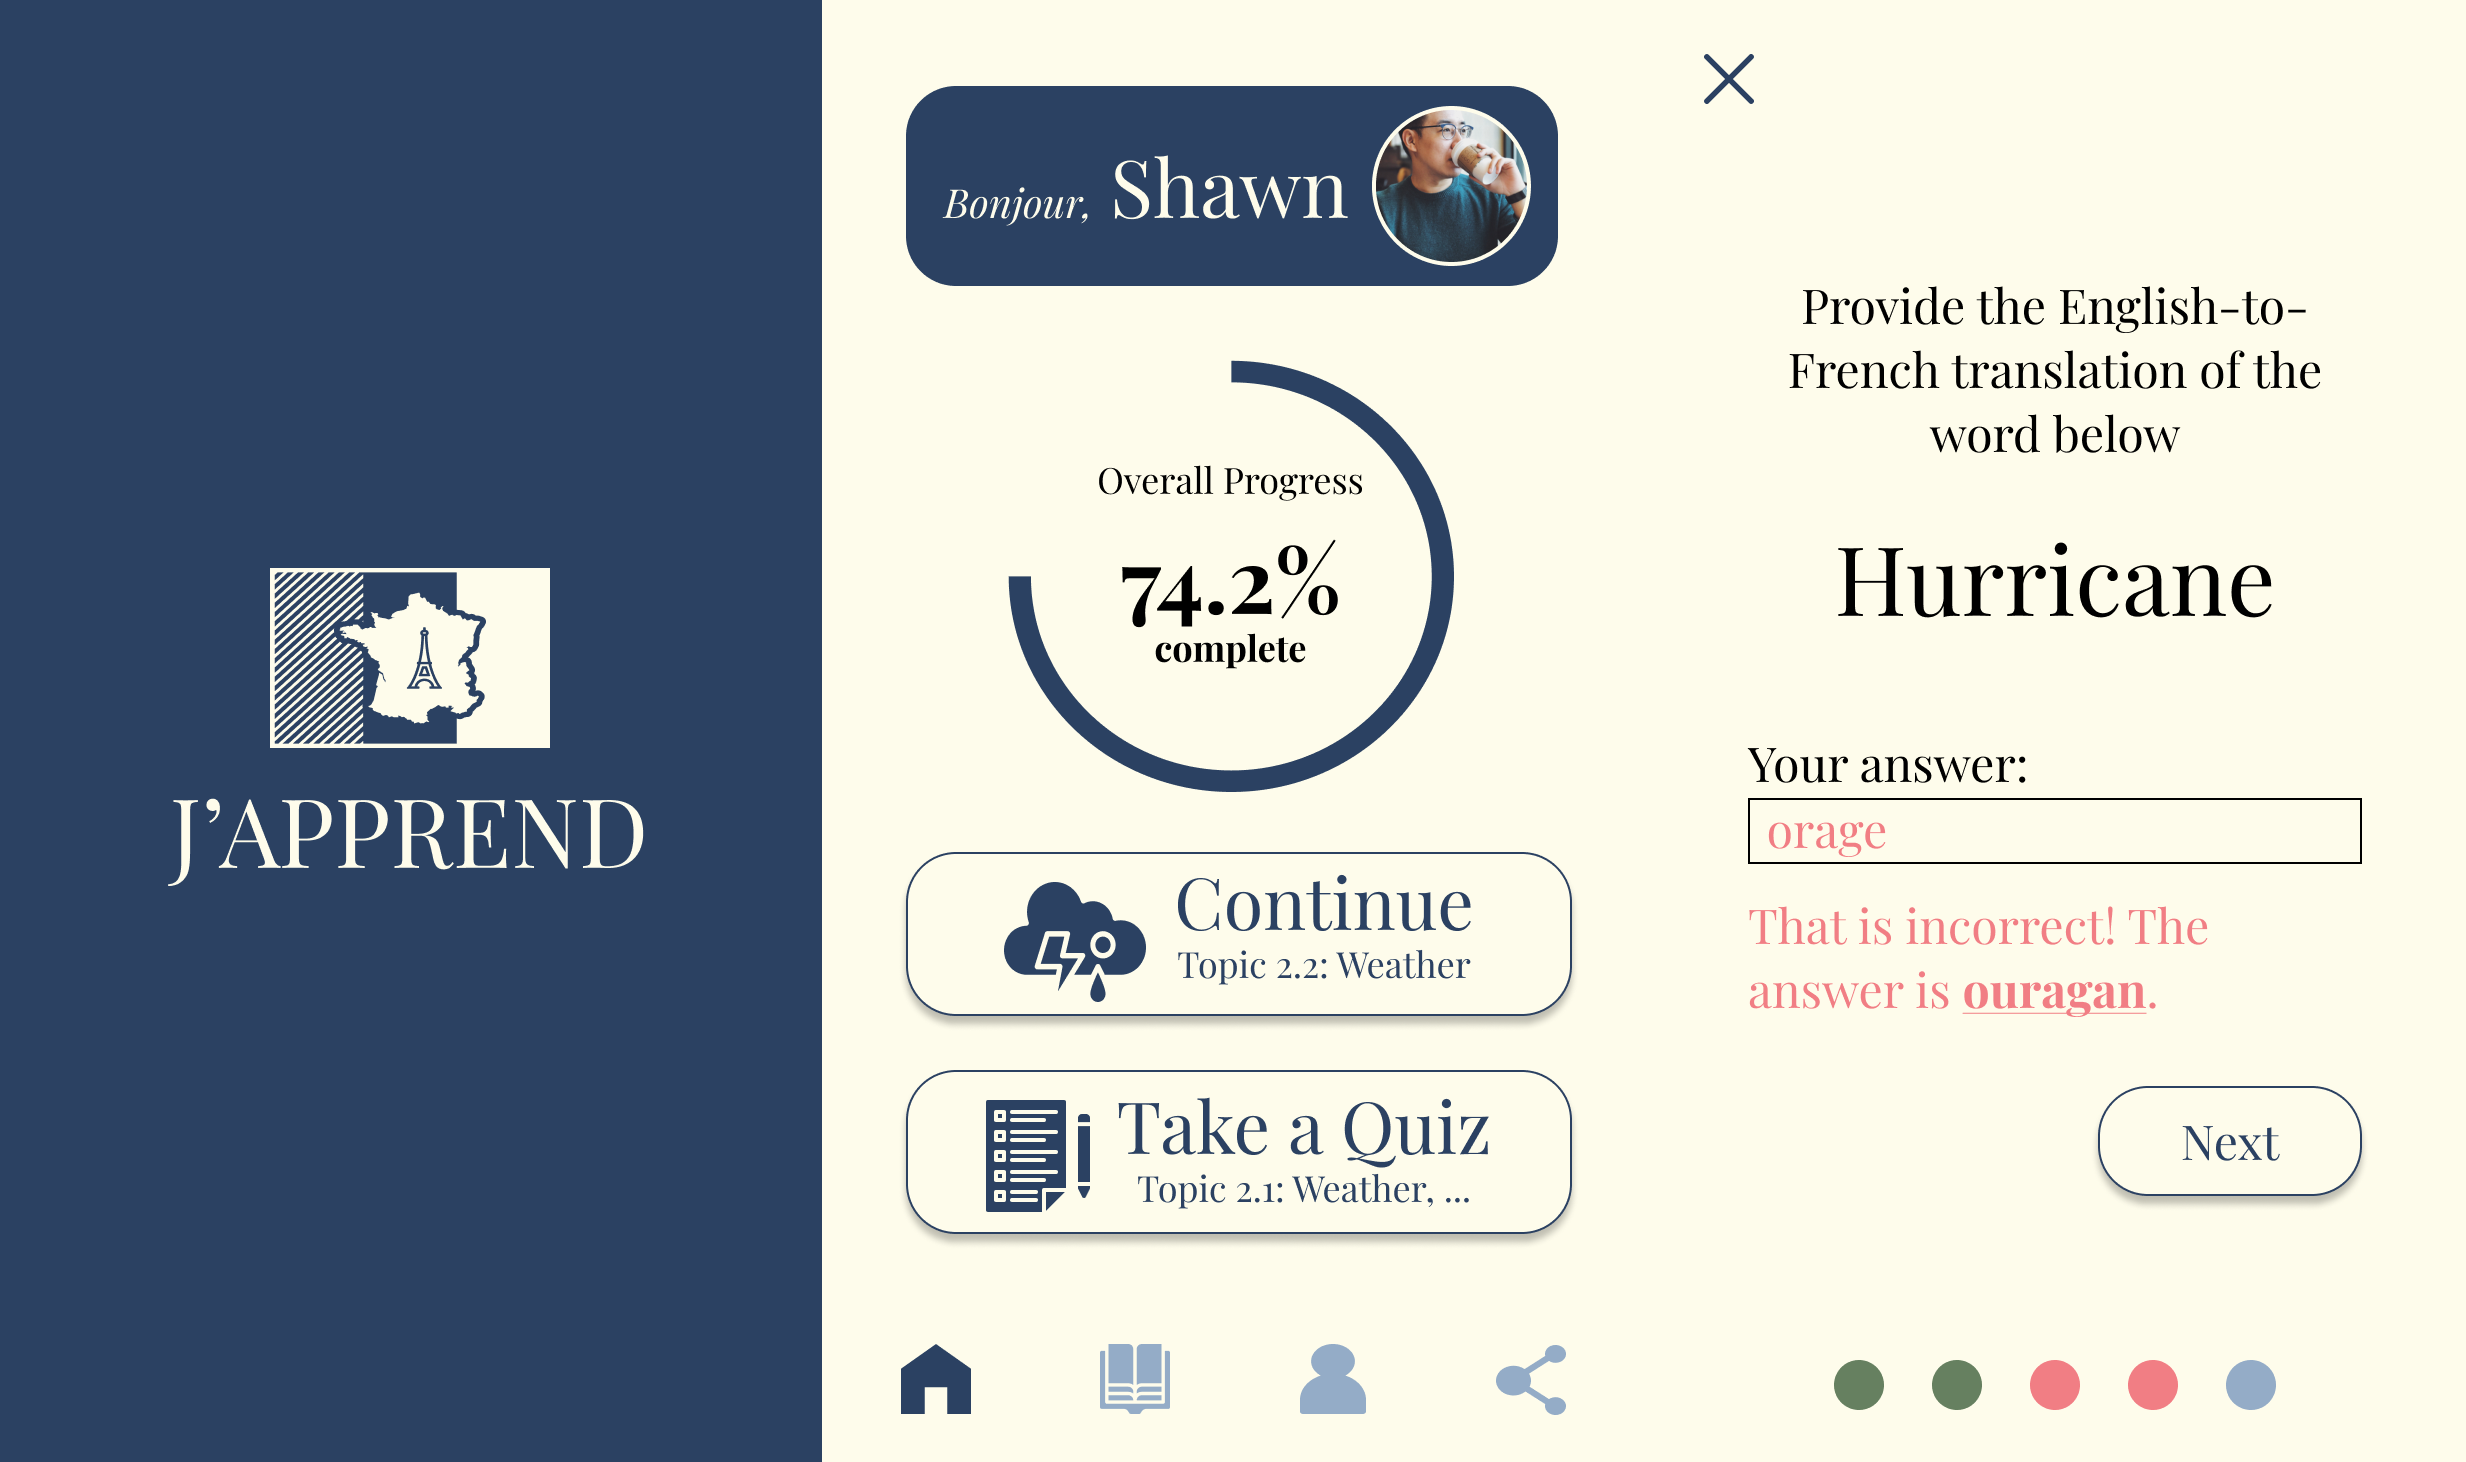 J’APPREND
Bonjour, Shawn
Overall Progress
74.2%
complete
Continue
Topic 2.2: Weather
Take a Quiz
Topic 2.1: Weather, ...
Provide the English-to-
French translation of the
word below
Hurricane
Your answer:
orage
That is incorrect! The
answer is ouragan.
Next